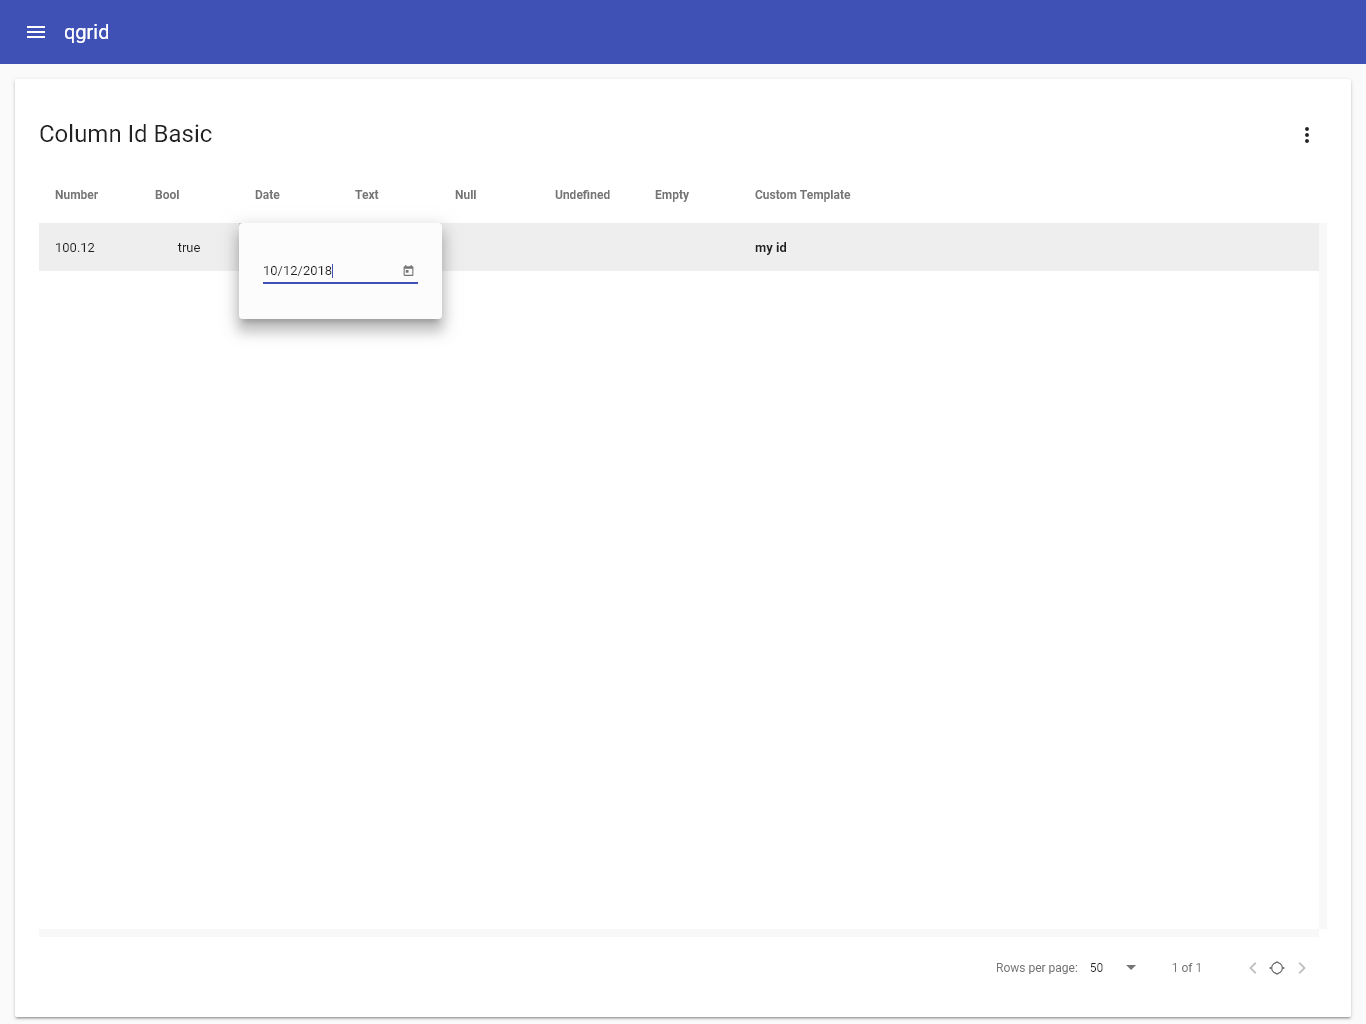 qgrid
Column Id Basic
Number Bool Date Text Null Undefined Empty Custom Template
100.12 true my id
10/12/2018
Rows per page: 50 1 of 1